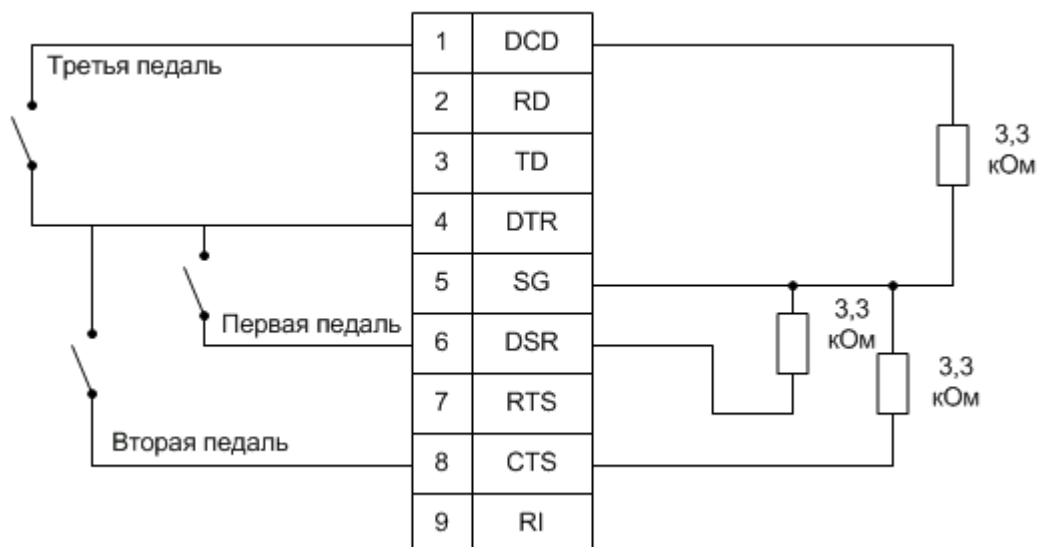 1 DCD
Третья педаль
2 RD
3 TD
3,3
кОм
4 DTR
5 SG
Первая педаль
3,3
кОм
6 DSR
7 RTS
3,3
кОм
Вторая педаль
8 CTS
9 RI